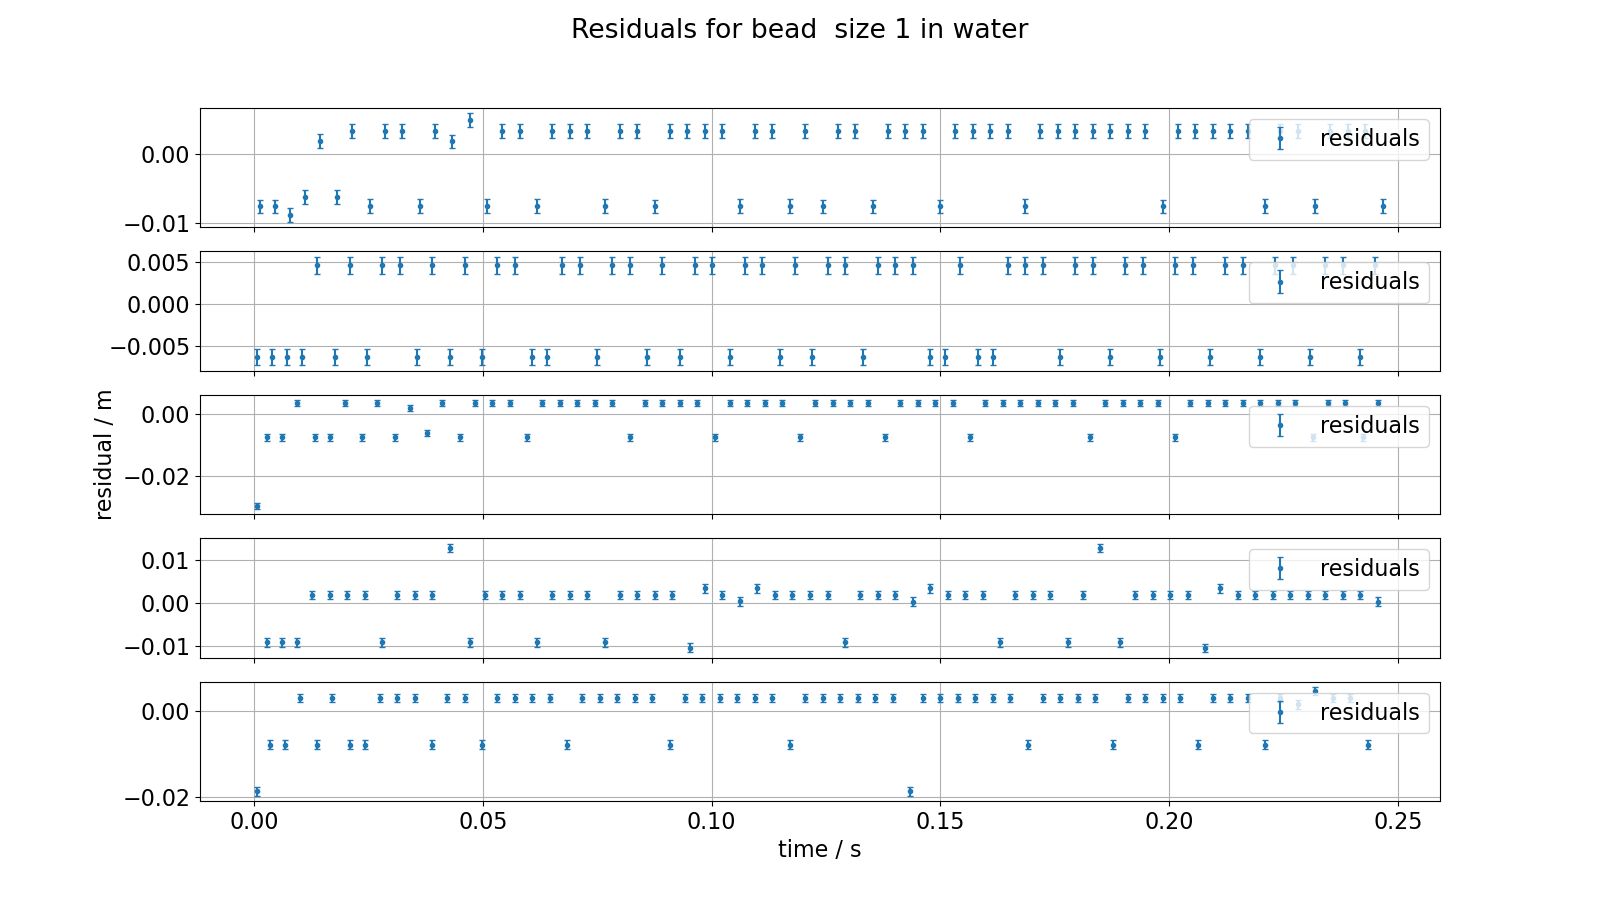 Residuals for bead  size 1 in water
0.00
−0.01
residuals
0.005
0.000
−0.005
residuals
0.00
−0.02
residuals
residual / m
0.01
0.00
−0.01
residuals
0.00
−0.02
residuals
0.00 0.05 0.10 0.15 0.20 0.25
time / s